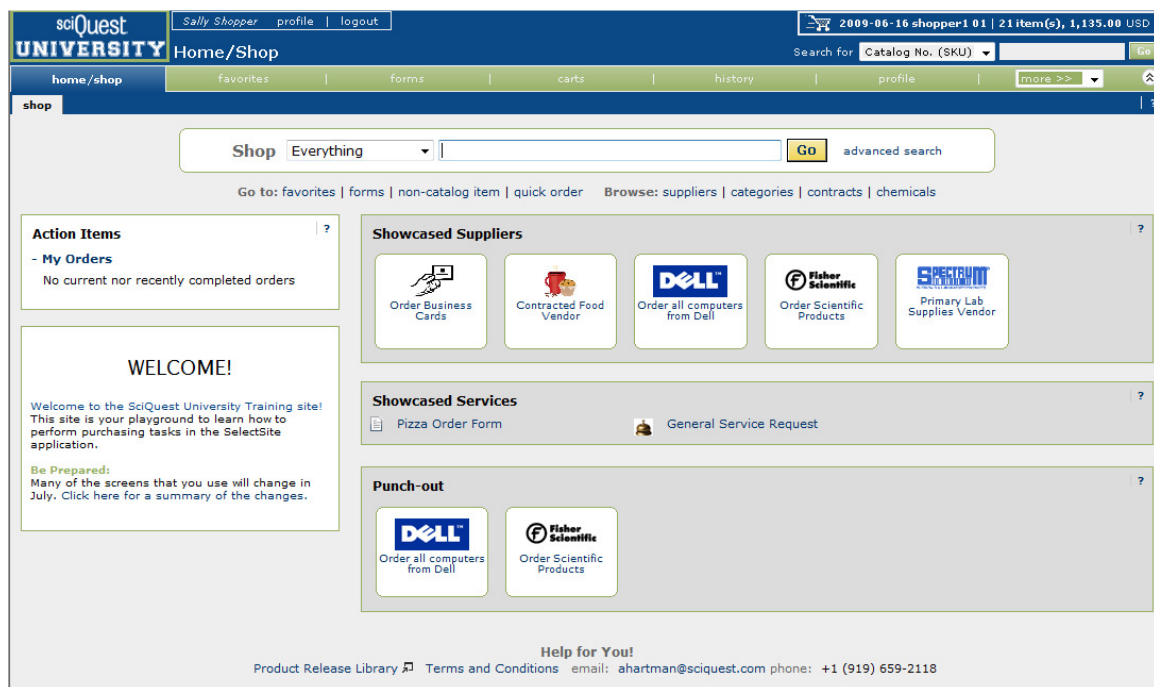 sciQuest
UNIVERSITY
Sally Shopper profile | logout
2009-06-16 shopper1 01 | 21 item(s), 1,135.00 USD
Home/Shop
Search for Catalog No. (SKU) Go
home/shop favorites | forms | carts | history | profile | more >>
shop | ?
Shop Everything Go advanced search
Go to: favorites | forms | non-catalog item | quick order Browse: suppliers | categories | contracts | chemicals
Action Items ?
- My Orders
No current nor recently completed orders
WELCOME!
Welcome to the SciQuest University Training site!
This site is your playground to learn how to
perform purchasing tasks in the SelectSite
application.
Be Prepared:
Many of the screens that you use will change in
July. Click here for a summary of the changes.
Showcased Suppliers ?
Order Business
Cards
Contracted Food
Vendor
DELL™
Order all computers
from Dell
Fisher
Scientific
Order Scientific
Products
SPECTRUM
Primary Lab
Supplies Vendor
Showcased Services ?
Pizza Order Form General Service Request
Punch-out ?
DELL™
Order all computers
from Dell
Fisher
Scientific
Order Scientific
Products
Help for You!
Product Release Library Terms and Conditions email: ahartman@sciquest.com phone: +1 (919) 659-2118